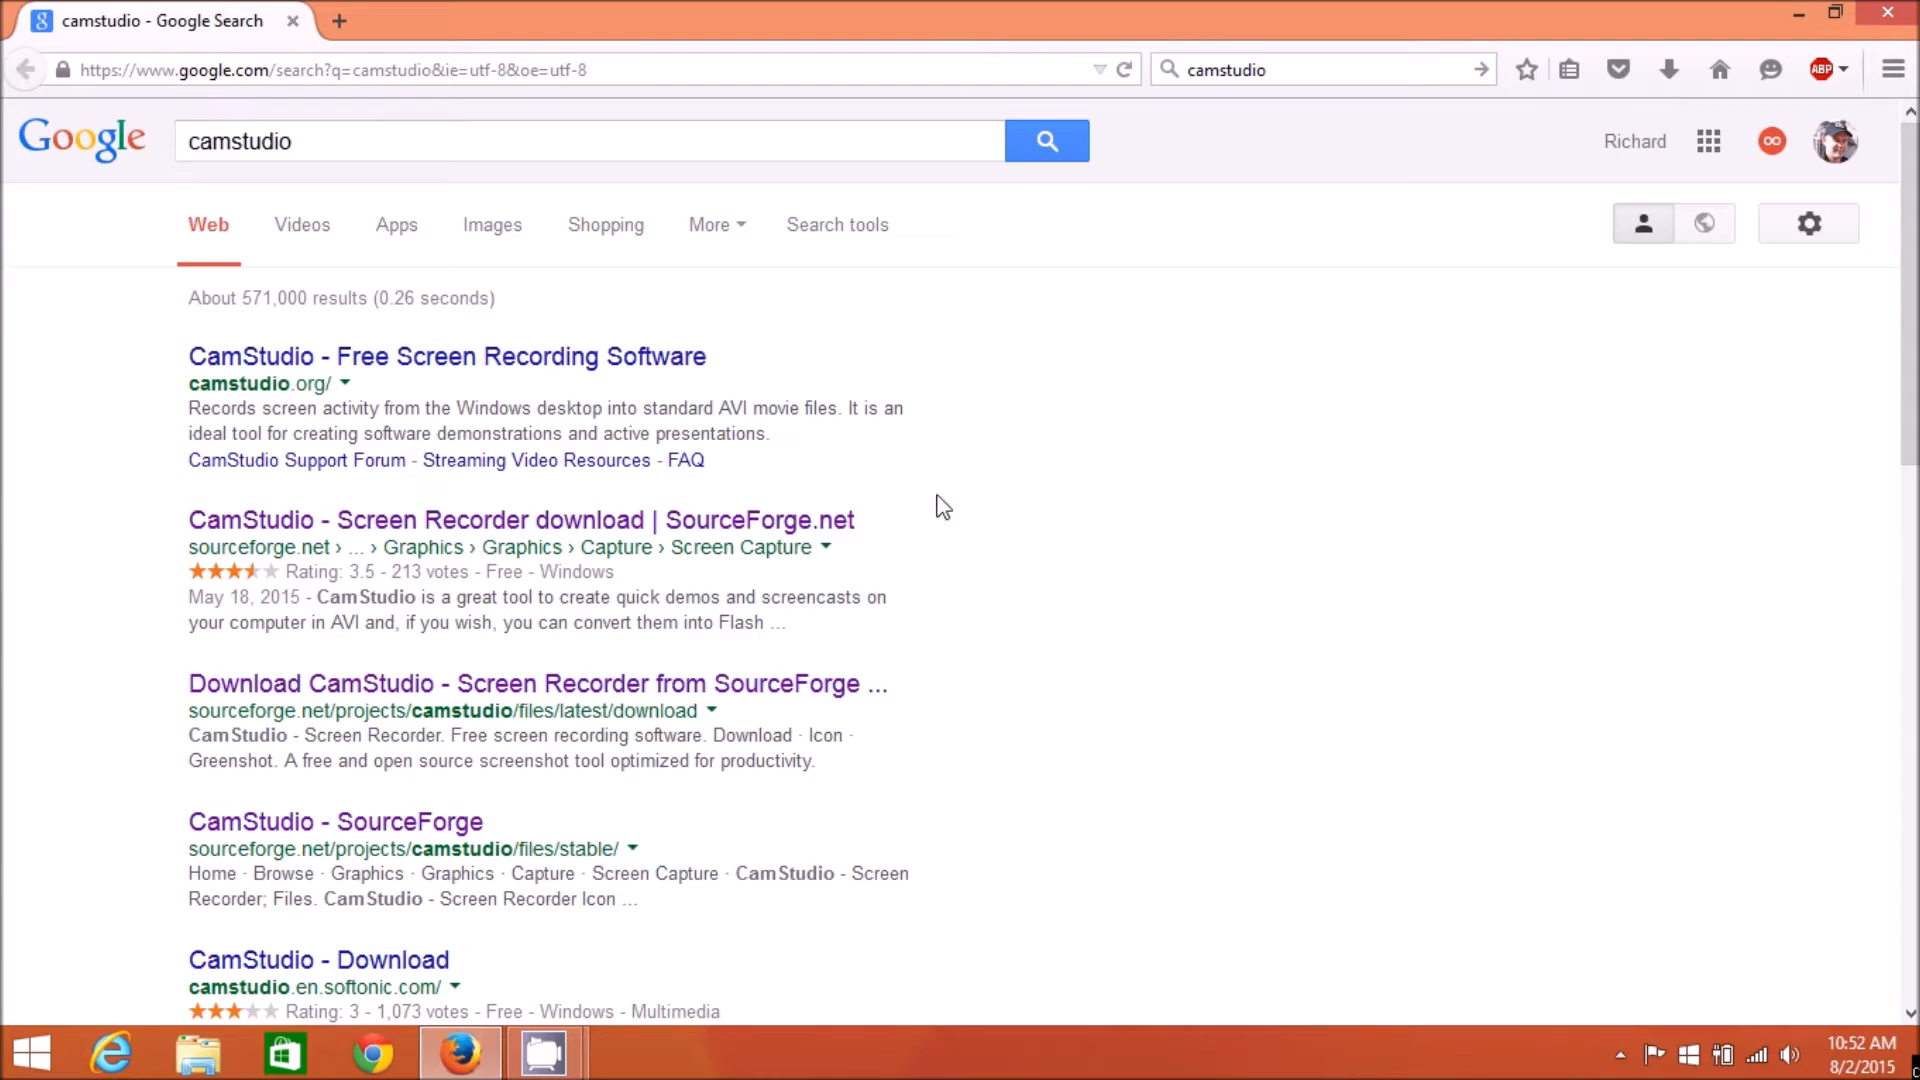 camstudio - Google Search
https://www.google.com/search?q=camstudio&ie=utf-8&oe=utf-8
camstudio
ABP
Google
camstudio
Richard
Web Videos Apps Images Shopping More Search tools
About 571,000 results (0.26 seconds)
CamStudio - Free Screen Recording Software
camstudio.org/
Records screen activity from the Windows desktop into standard AVI movie files. It is an
ideal tool for creating software demonstrations and active presentations.
CamStudio Support Forum - Streaming Video Resources - FAQ
CamStudio - Screen Recorder download | SourceForge.net
sourceforge.net › ... › Graphics › Graphics › Capture › Screen Capture
Rating: 3.5 - 213 votes - Free - Windows
May 18, 2015 - CamStudio is a great tool to create quick demos and screencasts on
your computer in AVI and, if you wish, you can convert them into Flash ...
Download CamStudio - Screen Recorder from SourceForge ...
sourceforge.net/projects/camstudio/files/latest/download
CamStudio - Screen Recorder. Free screen recording software. Download · Icon ·
Greenshot. A free and open source screenshot tool optimized for productivity.
CamStudio - SourceForge
sourceforge.net/projects/camstudio/files/stable/
Home · Browse · Graphics · Graphics · Capture · Screen Capture · CamStudio - Screen
Recorder; Files. CamStudio - Screen Recorder Icon ...
CamStudio - Download
camstudio.en.softonic.com/
Rating: 3 - 1,073 votes - Free - Windows - Multimedia
10:52 AM
8/2/2015